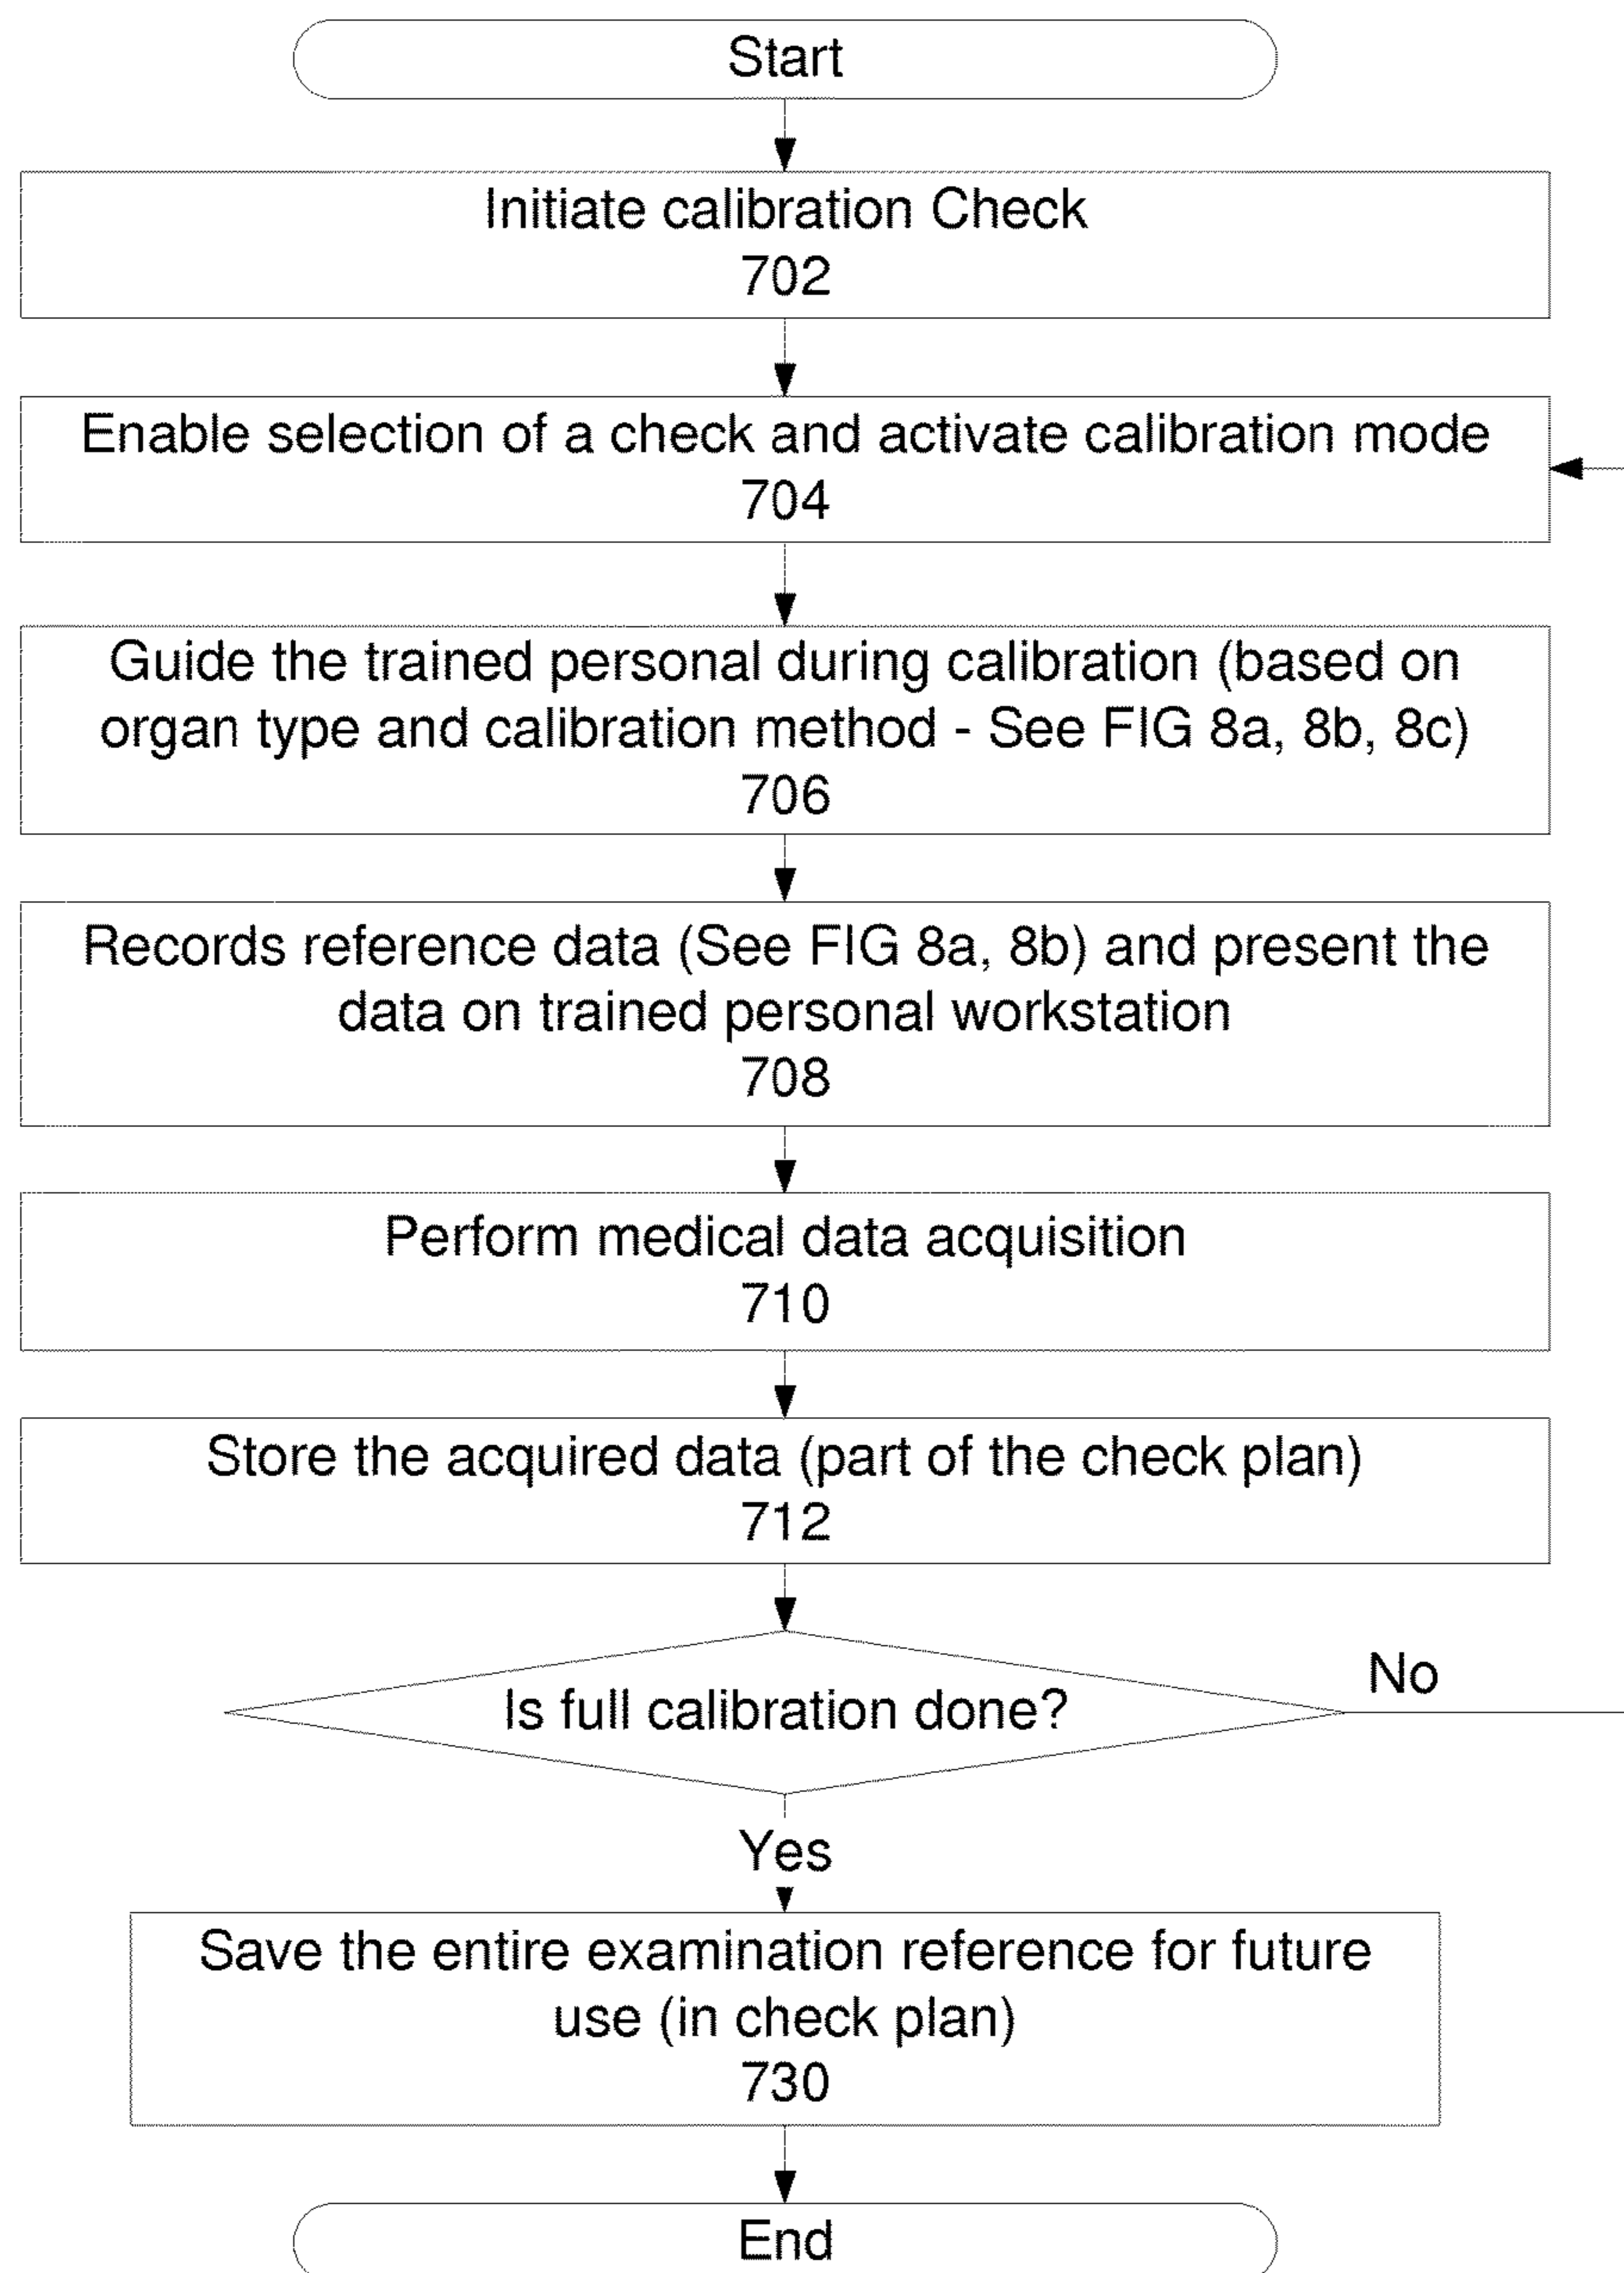 Start
Initiate calibration Check
702
Enable selection of a check and activate calibration mode
704
Guide the trained personal during calibration (based on
organ type and calibration method - See FIG 8a, 8b, 8c)
706
Records reference data (See FIG 8a, 8b) and present the
data on trained personal workstation
708
Perform medical data acquisition
710
Store the acquired data (part of the check plan)
712
Is full calibration done?
No
Yes
Save the entire examination reference for future
use (in check plan)
730
End